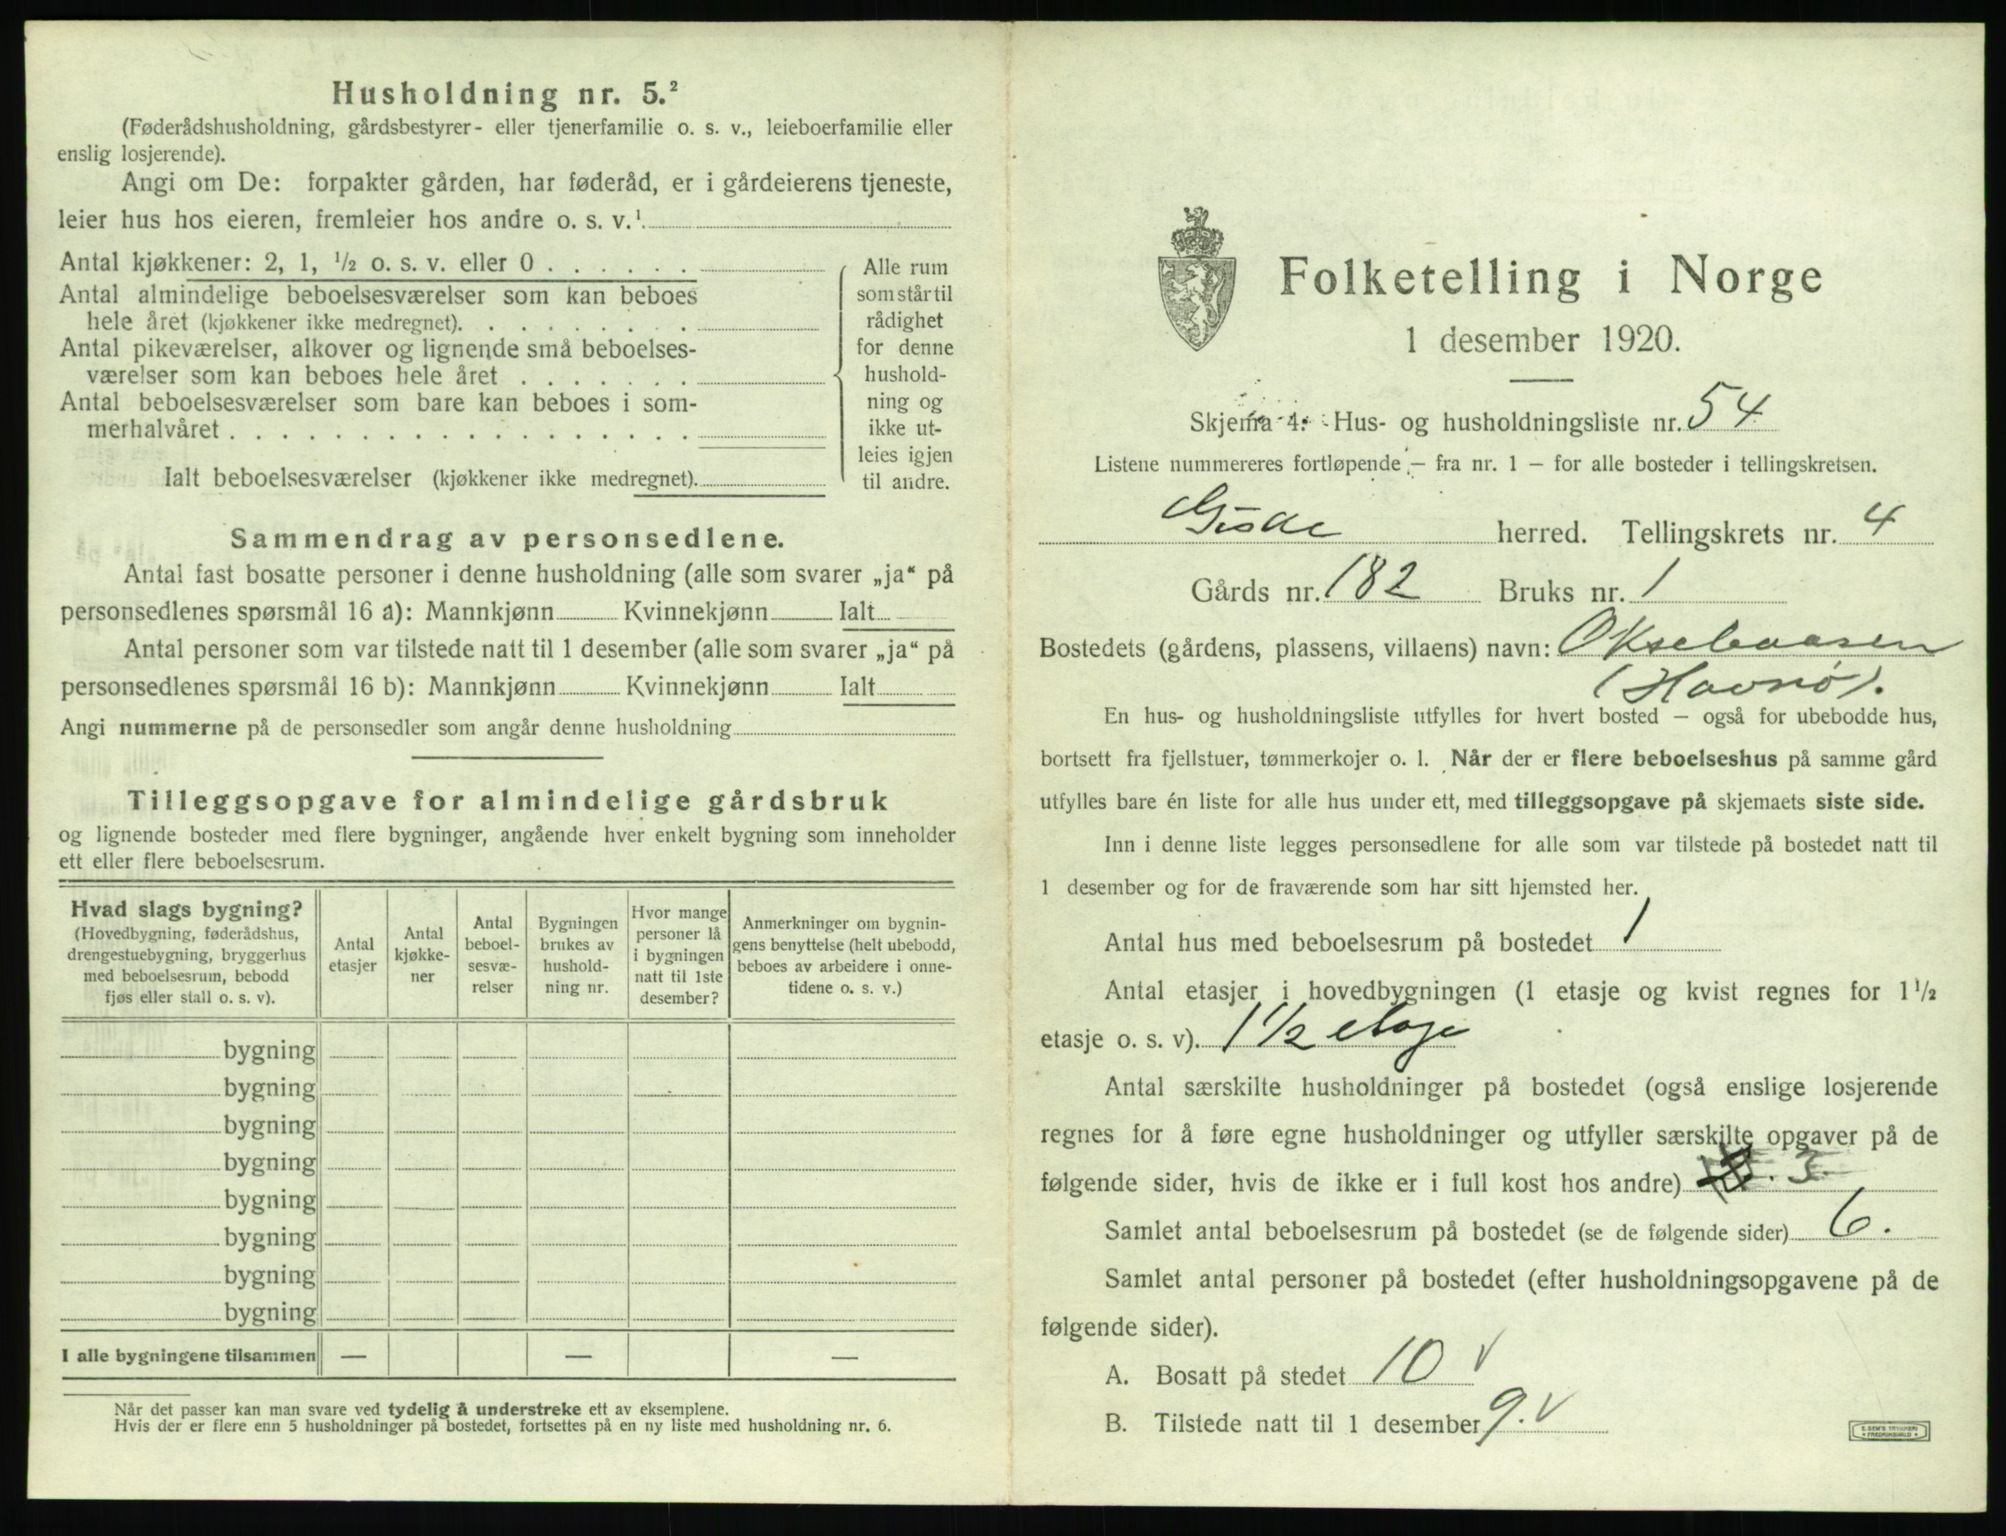 Husholdning nr. 5.²
(Føderådshusholdning, gårdsbestyrer- eller tjenerfamilie o. s. v., leieboerfamilie eller
enslig losjerende).
Angi om De: forpakter gården, har føderåd, er i gårdeierens tjeneste,
leier hus hos eieren, fremleier hos andre o. s. v.¹
Antal kjøkkener: 2, 1, ½ o. s. v. eller 0 . . . . . .
Antal almindelige beboelsesværelser som kan beboes
hele året (kjøkkener ikke medregnet). . . . . . . . .
Antal pikeværelser, alkover og lignende små beboelses-
værelser som kan beboes hele året . . . . . . .
Antal beboelsesværelser som bare kan beboes i som-
merhalvåret . . . . . . . . . . . . . . . . . .
Ialt beboelsesværelser (kjøkkener ikke medregnet).
Alle rum
som står til
rådighet
for denne
hushold-
ning og
ikke ut-
leies igjen
til andre.
Sammendrag av personsedlene.
Antal fast bosatte personer i denne husholdning (alle som svarer „ja“ på
personsedlenes spørsmål 16 a): Mannkjønn Kvinnekjønn Ialt
Antal personer som var tilstede natt til 1 desember (alle som svarer „ja“ på
personsedlenes spørsmål 16 b): Mannkjønn Kvinnekjønn Ialt
Angi nummerne på de personsedler som angår denne husholdning
Tilleggsopgave for almindelige gårdsbruk
og lignende bosteder med flere bygninger, angående hver enkelt bygning som inneholder
ett eller flere beboelsesrum.
Hvad slags bygning?
(Hovedbygning, føderådshus,
drengestuebygning, bryggerhus
med beboelsesrum, bebodd
fjøs eller stall o. s. v).
Antal
etasjer
Antal
kjøkke-
ner
Antal
beboel-
sesvæ-
relser
Bygningen
brukes av
hushold-
ning nr.
Hvor mange
personer lå
i bygningen
natt til 1ste
desember?
Anmerkninger om bygnin-
gens benyttelse (helt ubebodd,
beboes av arbeidere i onne-
tidene o. s. v.)
bygning
bygning
bygning
bygning
bygning
bygning
bygning
bygning
I alle bygningene tilsammen — — —
Når det passer kan man svare ved tydelig å understreke ett av eksemplene.
Hvis der er flere enn 5 husholdninger på bostedet, fortsettes på en ny liste med husholdning nr. 6.
Folketelling i Norge
1 desember 1920.
Skjema 4. Hus- og husholdningsliste nr. 54
Listene nummereres fortløpende — fra nr. 1 — for alle bosteder i tellingskretsen.
Giske herred. Tellingskrets nr. 4
Gårds nr. 182 Bruks nr. 1
Bostedets (gårdens, plassens, villaens) navn: Oksebaasen
(Havnö).
En hus- og husholdningsliste utfylles for hvert bosted — også for ubebodde hus,
bortsett fra fjellstuer, tømmerkojer o. l. Når der er flere beboelseshus på samme gård
utfylles bare én liste for alle hus under ett, med tilleggsopgave på skjemaets siste side.
Inn i denne liste legges personsedlene for alle som var tilstede på bostedet natt til
1 desember og for de fraværende som har sitt hjemsted her.
Antal hus med beboelsesrum på bostedet 1
Antal etasjer i hovedbygningen (1 etasje og kvist regnes for 1½
etasje o. s. v). 1½ etage
Antal særskilte husholdninger på bostedet (også enslige losjerende
regnes for å føre egne husholdninger og utfyller særskilte opgaver på de
følgende sider, hvis de ikke er i full kost hos andre) 3
Samlet antal beboelsesrum på bostedet (se de følgende sider) 6.
Samlet antal personer på bostedet (efter husholdningsopgavene på de
følgende sider).
A. Bosatt på stedet 10 v
B. Tilstede natt til 1 desember 9. v